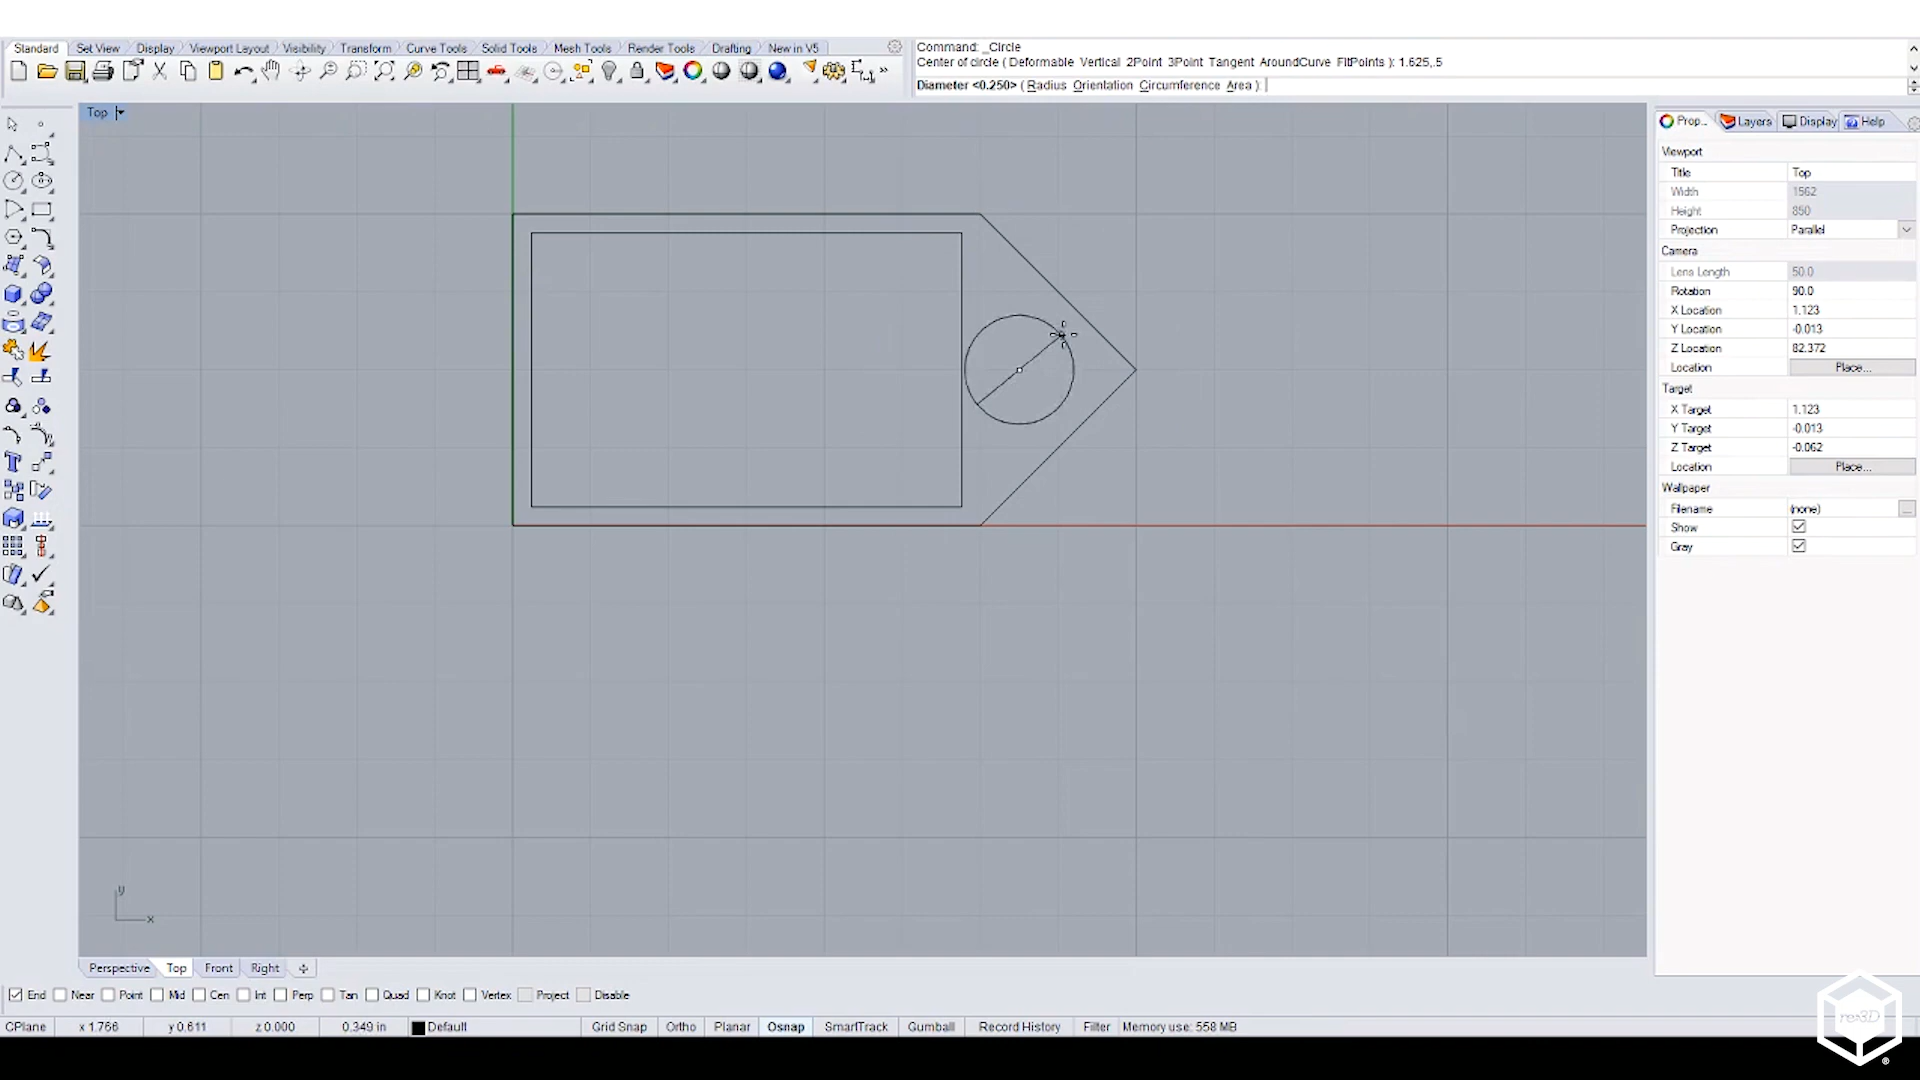 Standard Set View Display Viewport Layout Visibility Transform Curve Tools Solid Tools Mesh Tools Render Tools Drafting New in V5
Command: _Circle
Center of circle ( Deformable Vertical 2Point 3Point Tangent AroundCurve FitPoints ): 1.625,.5
Diameter <0.250> ( Radius Orientation Circumference Area ):
Top
Prop... Layers Display Help
Viewport
Title Top
Width 1562
Height 850
Projection Parallel
Camera
Lens Length 50.0
Rotation 90.0
X Location 1.123
Y Location -0.013
Z Location 82.372
Location Place...
Target
X Target 1.123
Y Target -0.013
Z Target -0.062
Location Place...
Wallpaper
Filename (none) ...
Show
Gray
y
x
Perspective Top Front Right
End Near Point Mid Cen Int Perp Tan Quad Knot Vertex Project Disable
CPlane x 1.766 y 0.611 z 0.000 0.349 in Default Grid Snap Ortho Planar Osnap SmartTrack Gumball Record History Filter Memory use: 558 MB
re:3D
®